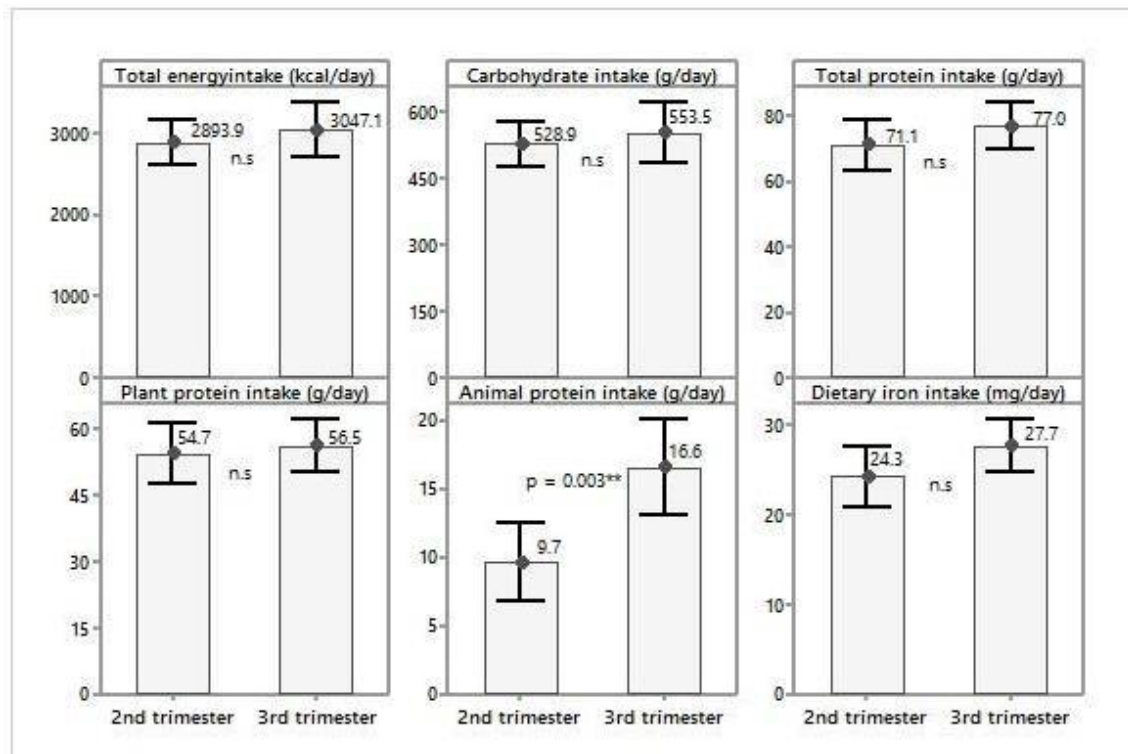 Total energyintake (kcal/day)
3000
2000
1000
0
2893.9
3047.1
n.s
Carbohydrate intake (g/day)
600
450
300
150
0
528.9
553.5
n.s
Total protein intake (g/day)
80
60
40
20
0
71.1
77.0
n.s
Plant protein intake (g/day)
60
45
30
15
0
54.7
56.5
n.s
2nd trimester
3rd trimester
Animal protein intake (g/day)
20
15
10
5
0
9.7
16.6
p = 0.003**
2nd trimester
3rd trimester
Dietary iron intake (mg/day)
30
20
10
0
24.3
27.7
n.s
2nd trimester
3rd trimester